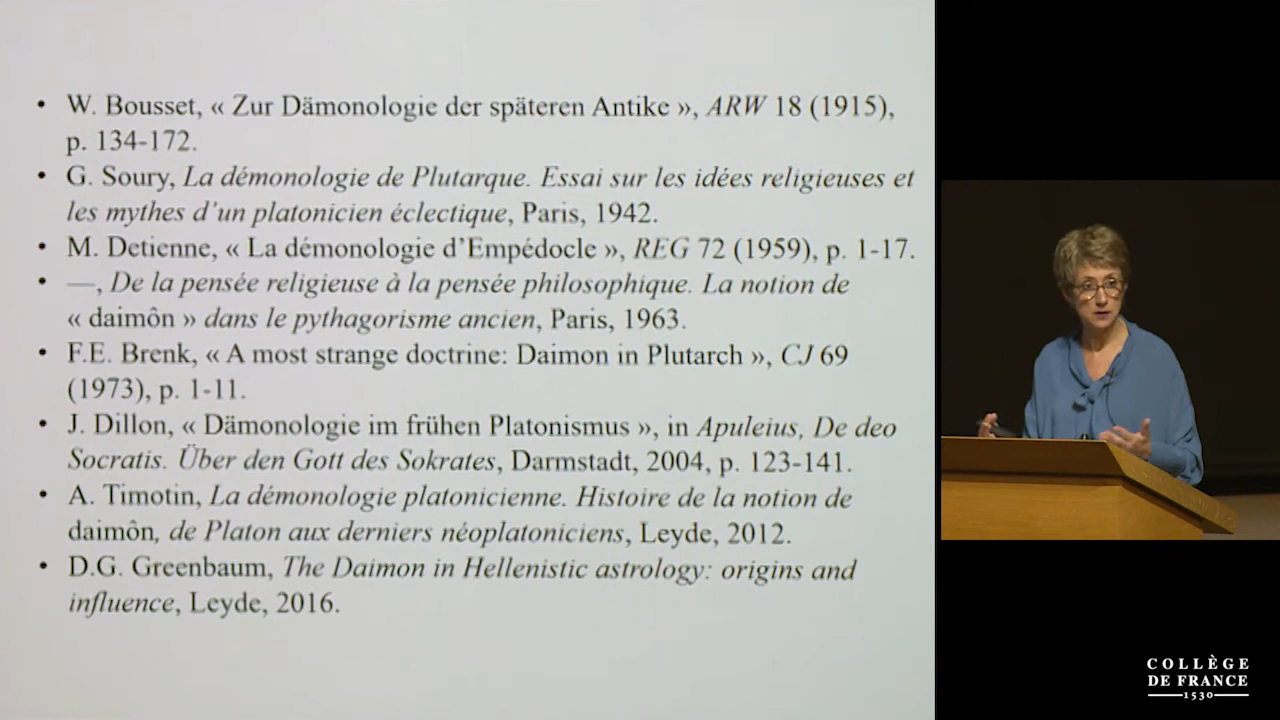 • W. Bousset, « Zur Dämonologie der späteren Antike », ARW 18 (1915),
p. 134-172.
• G. Soury, La démonologie de Plutarque. Essai sur les idées religieuses et
les mythes d’un platonicien éclectique, Paris, 1942.
• M. Detienne, « La démonologie d’Empédocle », REG 72 (1959), p. 1-17.
• —, De la pensée religieuse à la pensée philosophique. La notion de
« daimôn » dans le pythagorisme ancien, Paris, 1963.
• F.E. Brenk, « A most strange doctrine: Daimon in Plutarch », CJ 69
(1973), p. 1-11.
• J. Dillon, « Dämonologie im frühen Platonismus », in Apuleius, De deo
Socratis. Über den Gott des Sokrates, Darmstadt, 2004, p. 123-141.
• A. Timotin, La démonologie platonicienne. Histoire de la notion de
daimôn, de Platon aux derniers néoplatoniciens, Leyde, 2012.
• D.G. Greenbaum, The Daimon in Hellenistic astrology: origins and
influence, Leyde, 2016.
COLLÈGE
DE FRANCE
1530